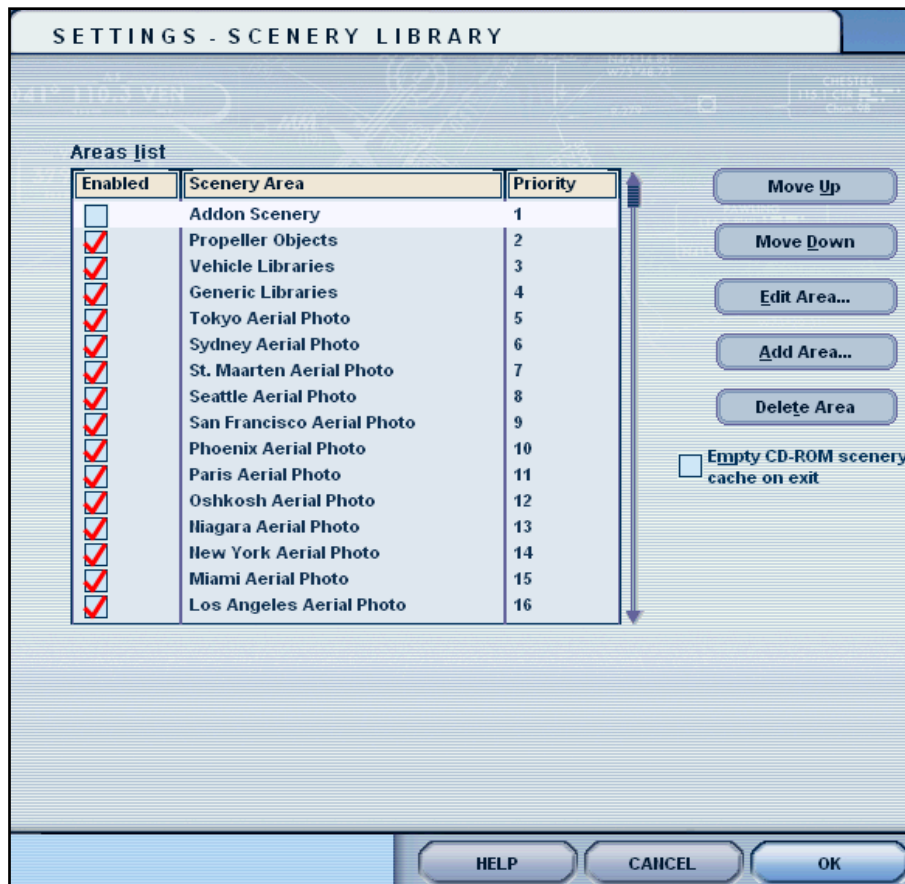 SETTINGS - SCENERY LIBRARY
Areas list
Enabled Scenery Area Priority
Addon Scenery 1
Propeller Objects 2
Vehicle Libraries 3
Generic Libraries 4
Tokyo Aerial Photo 5
Sydney Aerial Photo 6
St. Maarten Aerial Photo 7
Seattle Aerial Photo 8
San Francisco Aerial Photo 9
Phoenix Aerial Photo 10
Paris Aerial Photo 11
Oshkosh Aerial Photo 12
Niagara Aerial Photo 13
New York Aerial Photo 14
Miami Aerial Photo 15
Los Angeles Aerial Photo 16
Move Up
Move Down
Edit Area...
Add Area...
Delete Area
Empty CD-ROM scenery
cache on exit
HELP CANCEL OK
110.3 VEN
CHESTER